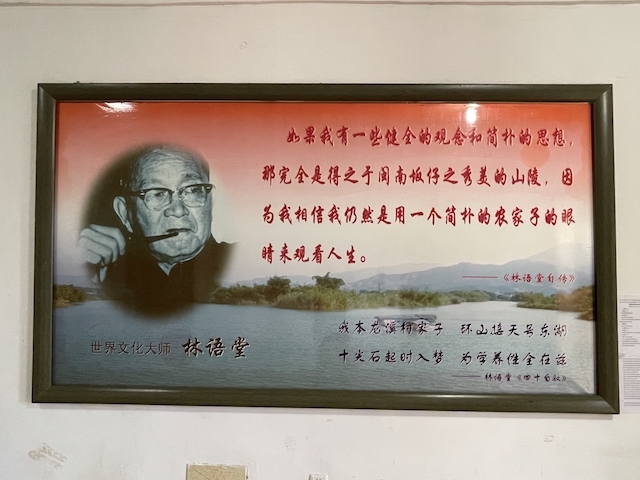 如果我有一些健全的观念和简朴的思想，
那完全是得之于闽南坂仔之秀美的山陵，因
为我相信我仍然是用一个简朴的农家子的眼
睛来观看人生。
——《林语堂自传》
我本龙溪村家子 环山接天号东湖
十尖石起时入梦 为学养性全在兹
——林语堂《四十自叙》
世界文化大师 林语堂